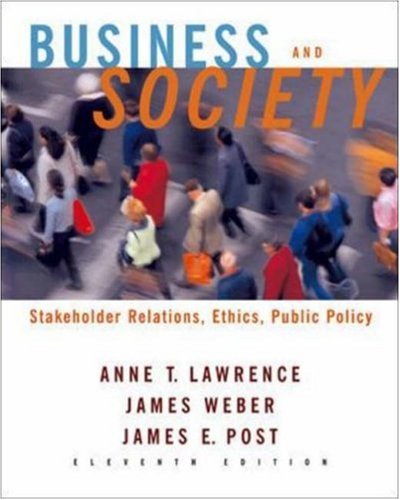 BUSINESS AND
SOCIETY
Stakeholder Relations, Ethics, Public Policy
ANNE T. LAWRENCE
JAMES WEBER
JAMES E. POST
ELEVENTH EDITION